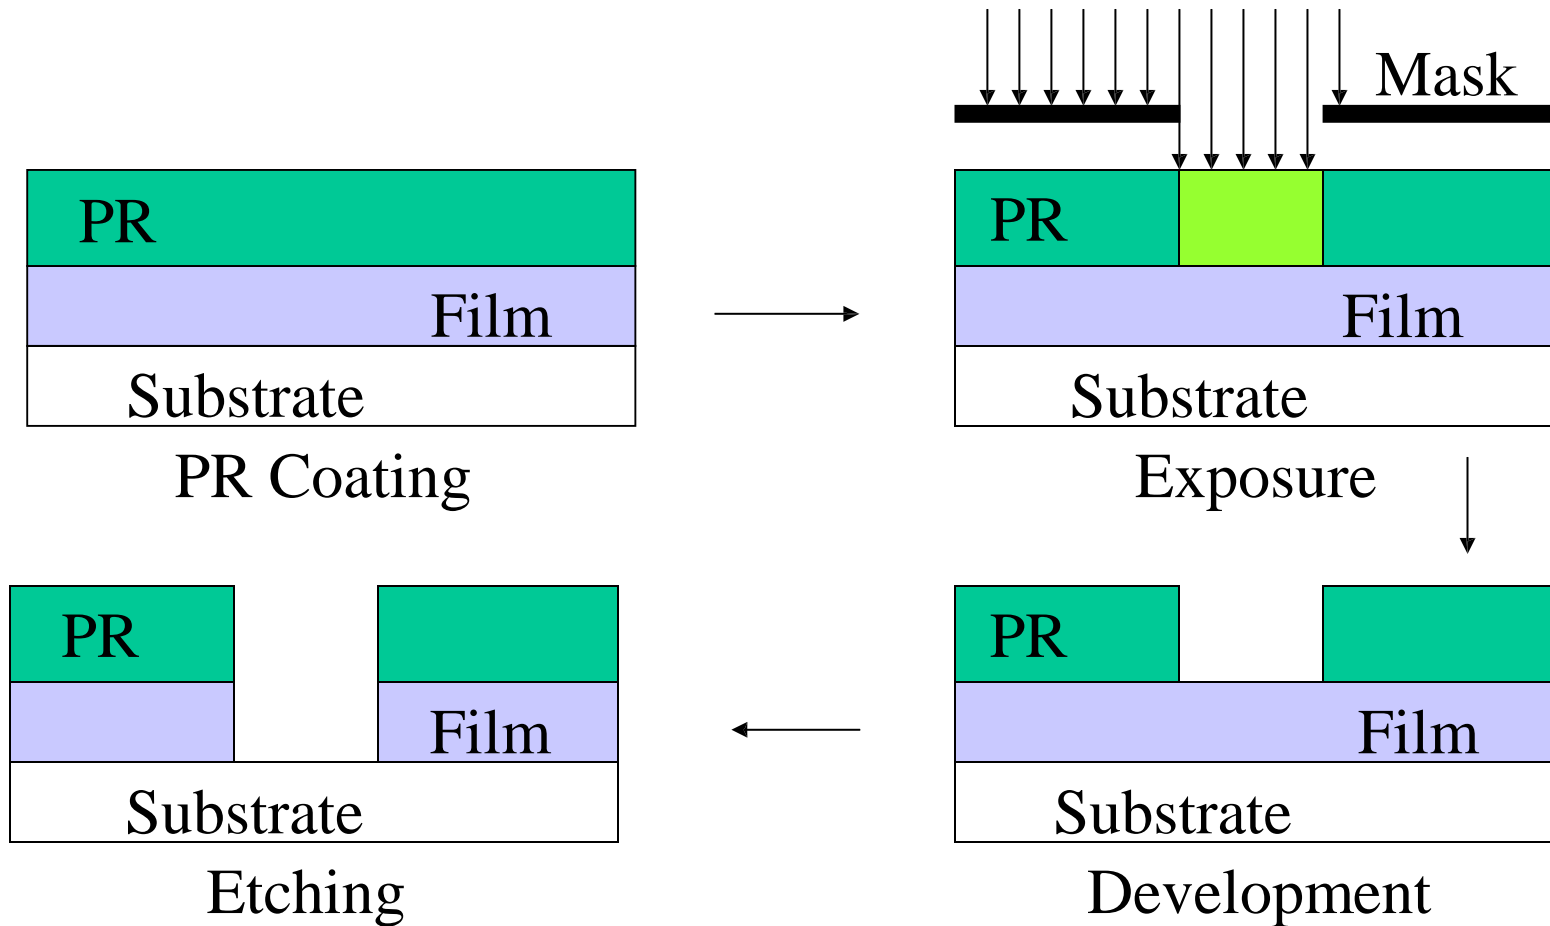 Mask
PR
Film
Substrate
PR Coating
PR
Film
Substrate
Exposure
PR
Film
Substrate
Etching
PR
Film
Substrate
Development